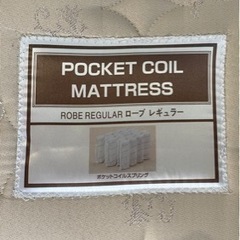 POCKET COIL
MATTRESS
ROBE REGULAR ローブ レギュラー
ポケットコイルスプリング